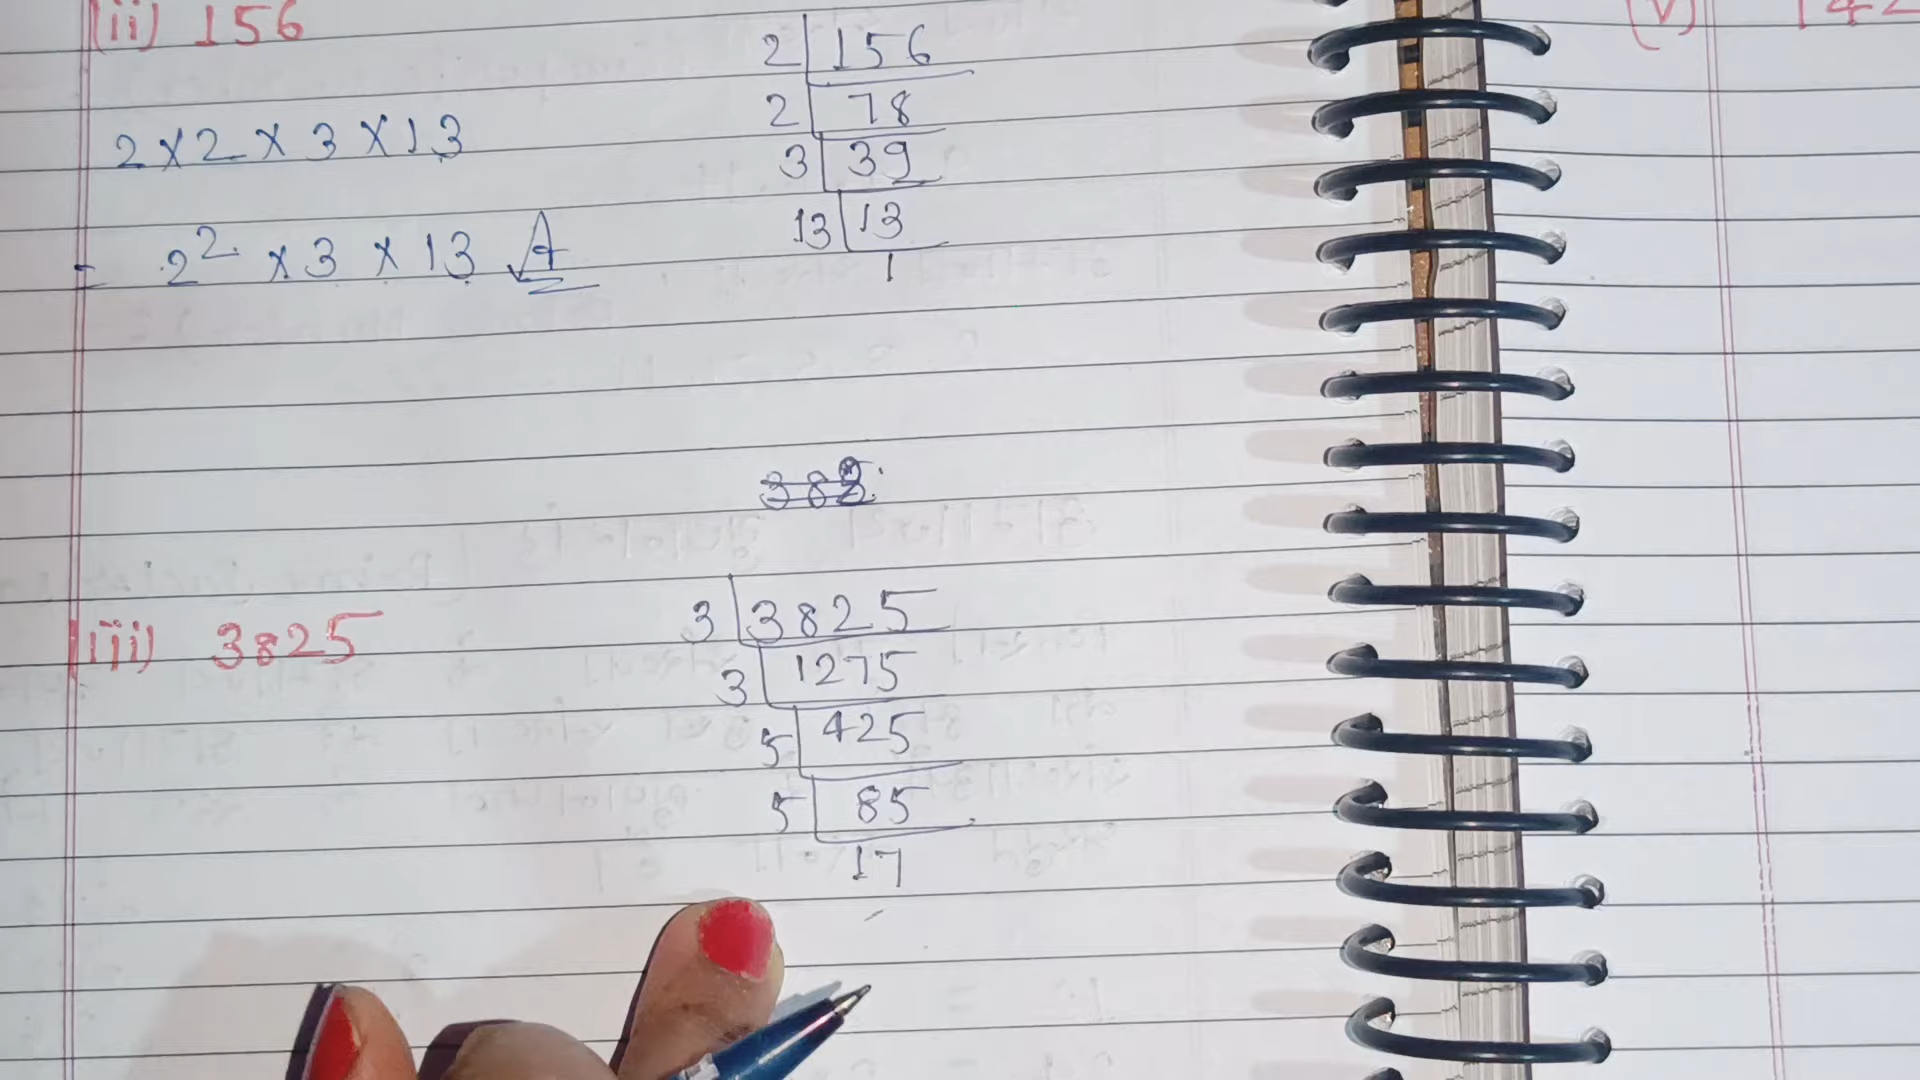 (ii) 156
2 | 156
2 | 78
3 | 39
13 | 13
1
2 × 2 × 3 × 13
= 2² × 3 × 13 A
(iii) 3825
3 | 3825
3 | 1275
5 | 425
5 | 85
17
(v) 142